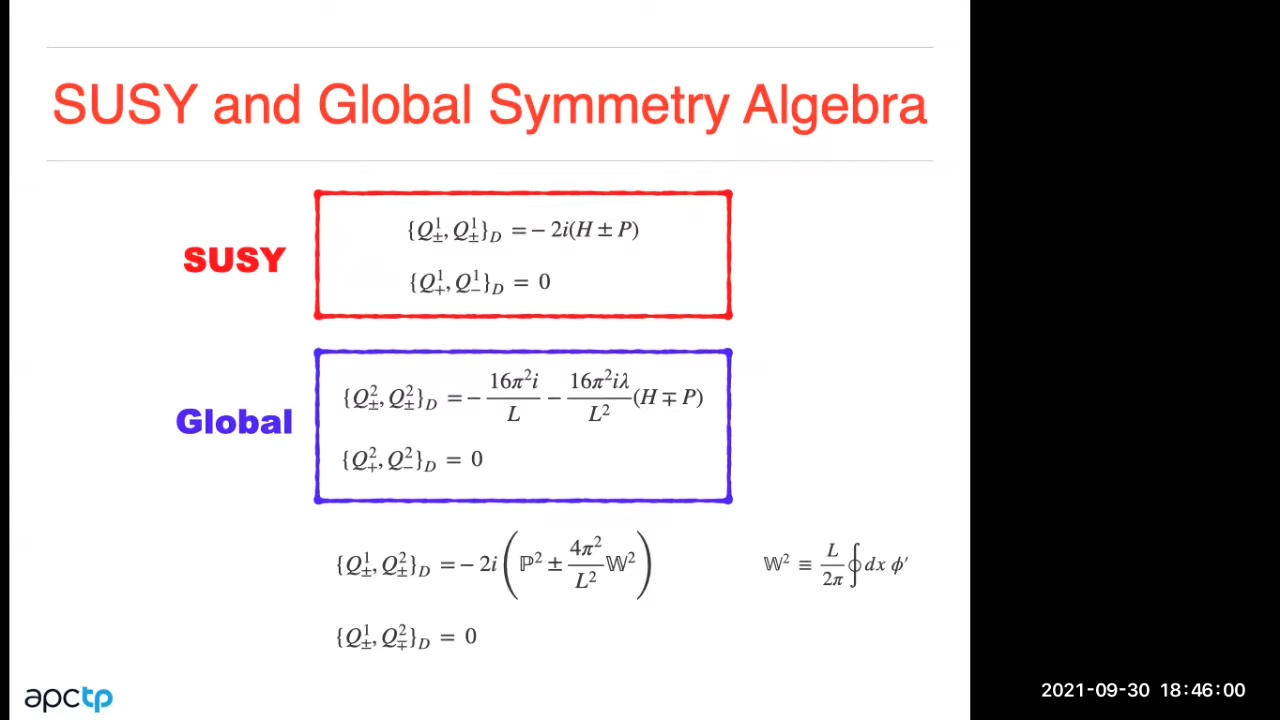 SUSY and Global Symmetry Algebra
SUSY
{Q¹±, Q¹±}_D = − 2i(H ± P)
{Q¹₊, Q¹₋}_D = 0
Global
{Q²±, Q²±}_D = − 16π²i/L − 16π²iλ/L² (H ∓ P)
{Q²₊, Q²₋}_D = 0
{Q¹±, Q²±}_D = − 2i(ℙ² ± 4π²/L² 𝕎²)
𝕎² ≡ L/2π ∮ dx ϕ′
{Q¹±, Q²∓}_D = 0
apctp
2021-09-30 18:46:00